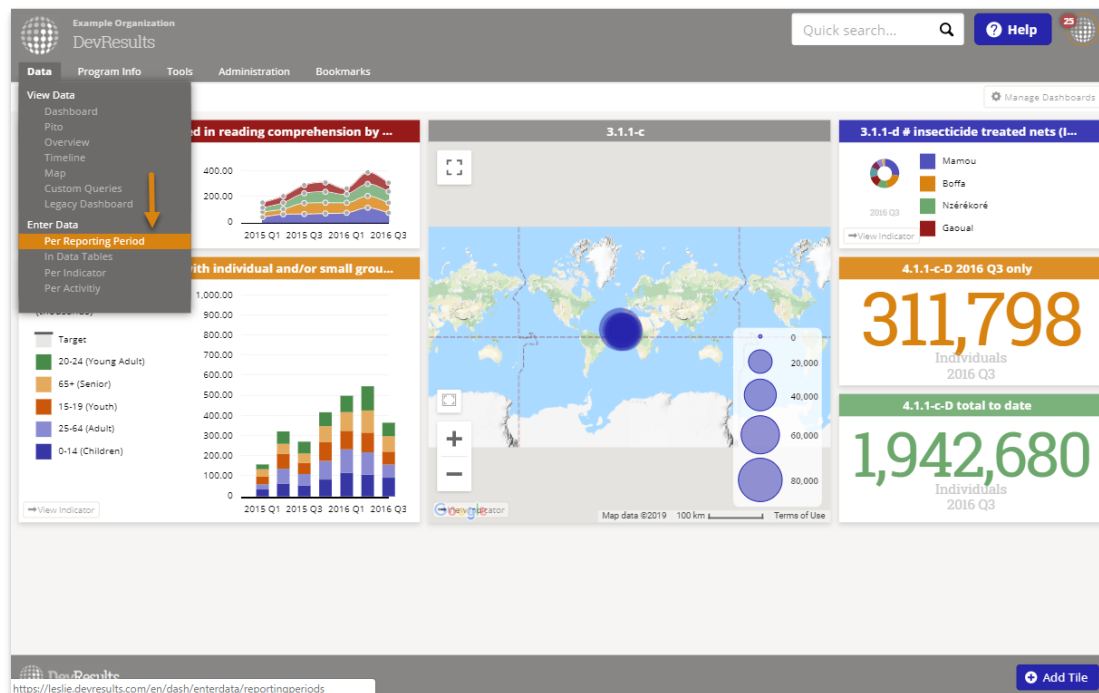 Example Organization
DevResults
Quick search...
? Help
25
Data Program Info Tools Administration Bookmarks
View Data
Dashboard
Pito
Overview
Timeline
Map
Custom Queries
Legacy Dashboard
Enter Data
Per Reporting Period
In Data Tables
Per Indicator
Per Activitiy
Manage Dashboards
ed in reading comprehension by ...
400.00
200.00
0
2015 Q1 2015 Q3 2016 Q1 2016 Q3
with individual and/or small grou...
(thousands)
Target
20-24 (Young Adult)
65+ (Senior)
15-19 (Youth)
25-64 (Adult)
0-14 (Children)
1,000.00
900.00
800.00
700.00
600.00
500.00
400.00
300.00
200.00
100.00
0
2015 Q1 2015 Q3 2016 Q1 2016 Q3
View Indicator
3.1.1-c
0
20,000
40,000
60,000
80,000
+
−
Google
View Indicator
Map data ©2019 100 km Terms of Use
3.1.1-d # insecticide treated nets (I...
Mamou
Boffa
Nzérékoré
Gaoual
2016 Q3
View Indicator
4.1.1-c-D 2016 Q3 only
311,798
Individuals
2016 Q3
4.1.1-c-D total to date
1,942,680
Individuals
2016 Q3
DevResults
Add Tile
https://leslie.devresults.com/en/dash/enterdata/reportingperiods